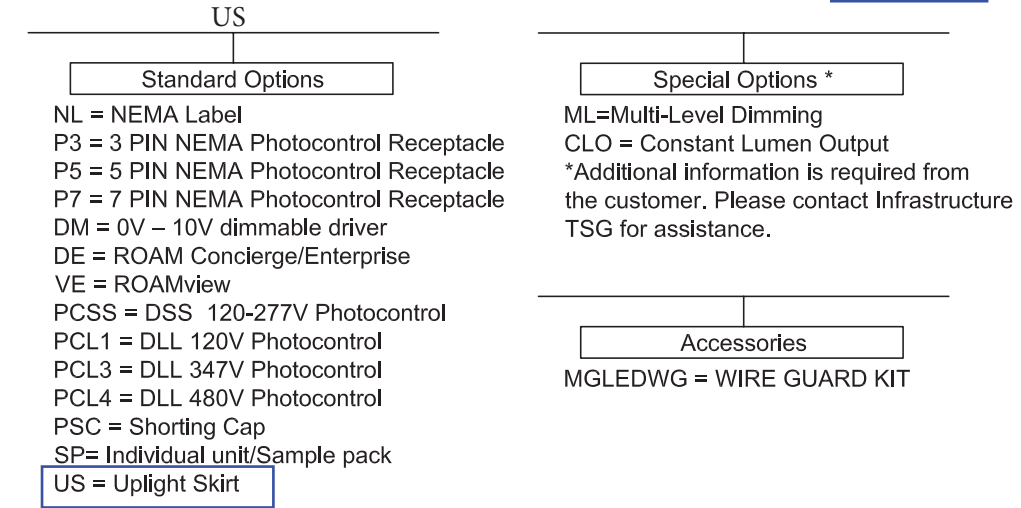 US
Standard Options
NL = NEMA Label
P3 = 3 PIN NEMA Photocontrol Receptacle
P5 = 5 PIN NEMA Photocontrol Receptacle
P7 = 7 PIN NEMA Photocontrol Receptacle
DM = 0V – 10V dimmable driver
DE = ROAM Concierge/Enterprise
VE = ROAMview
PCSS = DSS  120-277V Photocontrol
PCL1 = DLL 120V Photocontrol
PCL3 = DLL 347V Photocontrol
PCL4 = DLL 480V Photocontrol
PSC = Shorting Cap
SP= Individual unit/Sample pack
US = Uplight Skirt
Special Options *
ML=Multi-Level Dimming
CLO = Constant Lumen Output
*Additional information is required from
the customer. Please contact Infrastructure
TSG for assistance.
Accessories
MGLEDWG = WIRE GUARD KIT